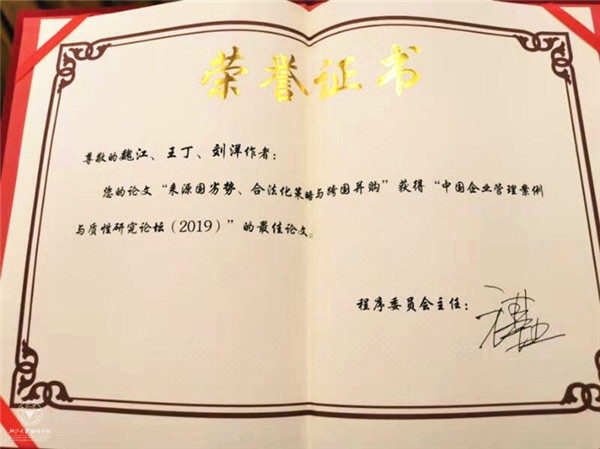 荣誉证书
尊敬的魏江、王丁、刘洋作者：
您的论文“来源国劣势、合法化策略与跨国并购”获得“中国企业管理案例
与质性研究论坛（2019）”的最佳论文。
程序委员会主任：